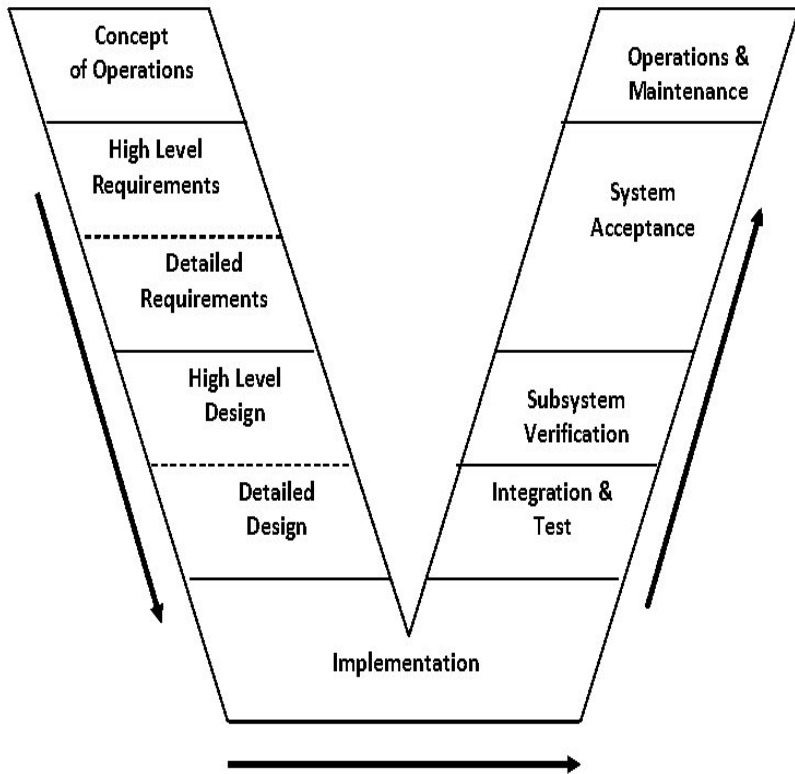 Concept
of Operations
High Level
Requirements
Detailed
Requirements
High Level
Design
Detailed
Design
Implementation
Integration &
Test
Subsystem
Verification
System
Acceptance
Operations &
Maintenance